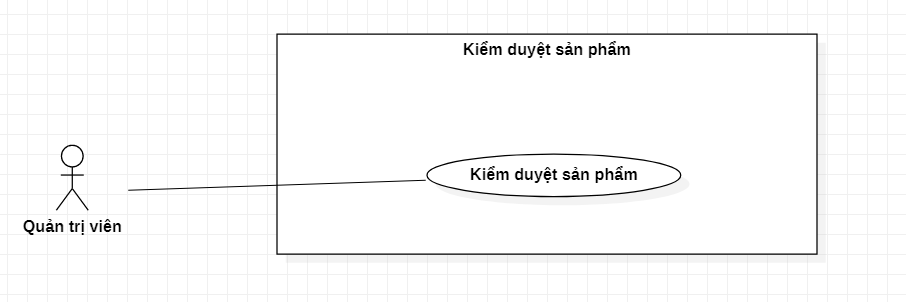 Kiểm duyệt sản phẩm
Kiểm duyệt sản phẩm
Quản trị viên